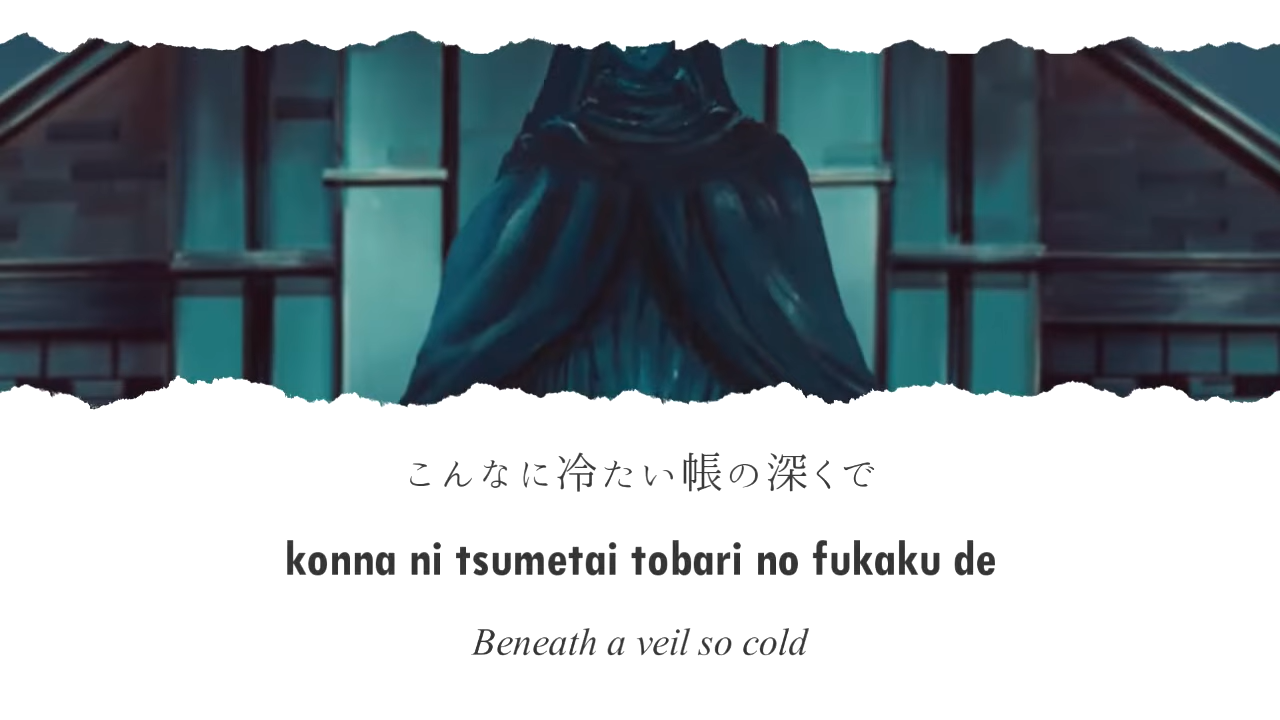 こんなに冷たい帳の深くで
konna ni tsumetai tobari no fukaku de
Beneath a veil so cold